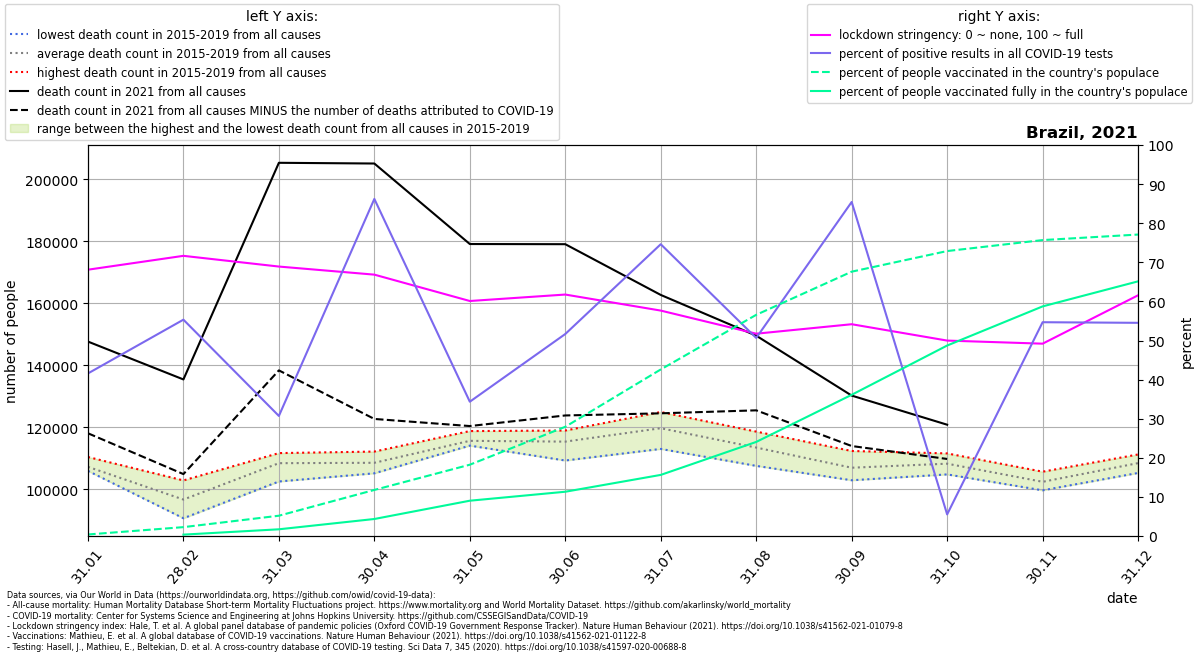 left Y axis:
lowest death count in 2015-2019 from all causes
average death count in 2015-2019 from all causes
highest death count in 2015-2019 from all causes
death count in 2021 from all causes
death count in 2021 from all causes MINUS the number of deaths attributed to COVID-19
range between the highest and the lowest death count from all causes in 2015-2019
right Y axis:
lockdown stringency: 0 ~ none, 100 ~ full
percent of positive results in all COVID-19 tests
percent of people vaccinated in the country's populace
percent of people vaccinated fully in the country's populace
Brazil, 2021
number of people
200000
180000
160000
140000
120000
100000
100
90
80
70
60
50
40
30
20
10
0
percent
31.01
28.02
31.03
30.04
31.05
30.06
31.07
31.08
30.09
31.10
30.11
31.12
date
Data sources, via Our World in Data (https://ourworldindata.org, https://github.com/owid/covid-19-data):
- All-cause mortality: Human Mortality Database Short-term Mortality Fluctuations project. https://www.mortality.org and World Mortality Dataset. https://github.com/akarlinsky/world_mortality
- COVID-19 mortality: Center for Systems Science and Engineering at Johns Hopkins University. https://github.com/CSSEGISandData/COVID-19
- Lockdown stringency index: Hale, T. et al. A global panel database of pandemic policies (Oxford COVID-19 Government Response Tracker). Nature Human Behaviour (2021). https://doi.org/10.1038/s41562-021-01079-8
- Vaccinations: Mathieu, E. et al. A global database of COVID-19 vaccinations. Nature Human Behaviour (2021). https://doi.org/10.1038/s41562-021-01122-8
- Testing: Hasell, J., Mathieu, E., Beltekian, D. et al. A cross-country database of COVID-19 testing. Sci Data 7, 345 (2020). https://doi.org/10.1038/s41597-020-00688-8